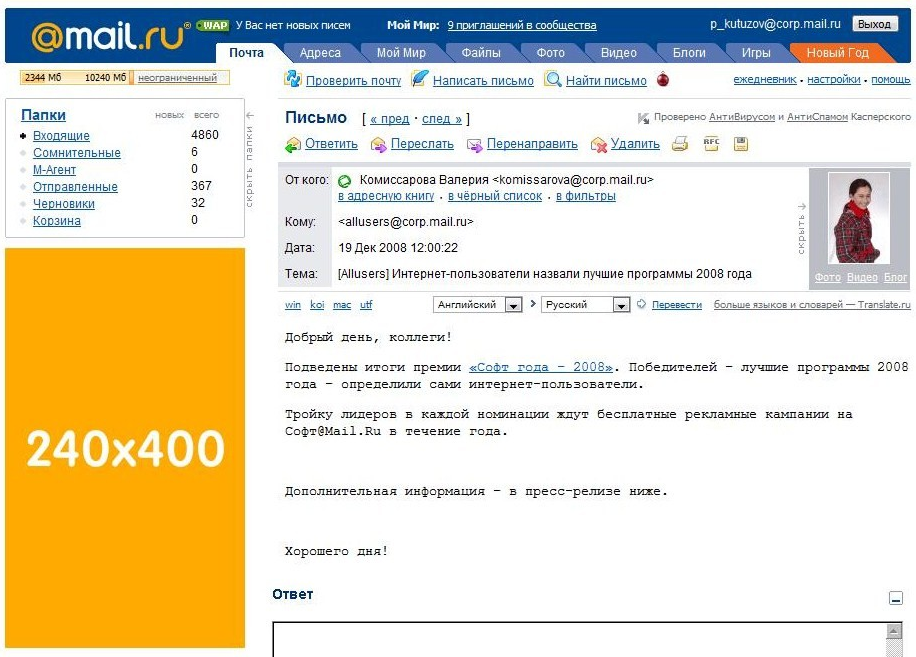 @mail.ru® WAP У Вас нет новых писем Мой Мир: 9 приглашений в сообщества p_kutuzov@corp.mail.ru Выход
Почта Адреса Мой Мир Файлы Фото Видео Блоги Игры Новый Год
2344 Мб 10240 Мб неограниченный Проверить почту Написать письмо Найти письмо ежедневник · настройки · помощь
Папки новых всего
Входящие 4860
Сомнительные 6
М-Агент 0
Отправленные 367
Черновики 32
Корзина 0
скрыть папки
240x400
Письмо [ « пред · след » ] Проверено АнтиВирусом и АнтиСпамом Касперского
Ответить Переслать Перенаправить Удалить RFC
От кого: Комиссарова Валерия <komissarova@corp.mail.ru>
в адресную книгу · в чёрный список · в фильтры
Кому: <allusers@corp.mail.ru>
Дата: 19 Дек 2008 12:00:22
Тема: [Allusers] Интернет-пользователи назвали лучшие программы 2008 года
скрыть
Фото Видео Блог
win koi mac utf Английский Русский Перевести больше языков и словарей — Translate.ru
Добрый день, коллеги!
Подведены итоги премии «Софт года – 2008». Победителей – лучшие программы 2008
года – определили сами интернет-пользователи.
Тройку лидеров в каждой номинации ждут бесплатные рекламные кампании на
Софт@Mail.Ru в течение года.
Дополнительная информация – в пресс-релизе ниже.
Хорошего дня!
Ответ